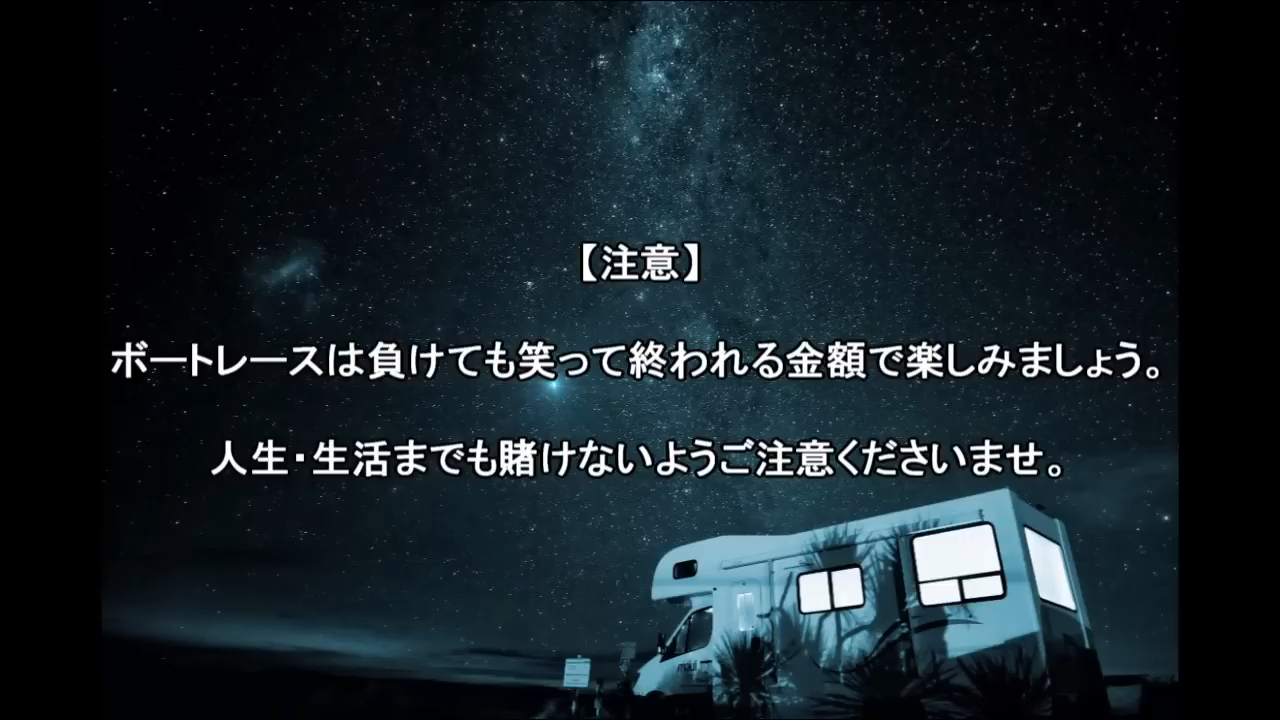 【注意】
ボートレースは負けても笑って終われる金額で楽しみましょう。
人生・生活までも賭けないようご注意くださいませ。